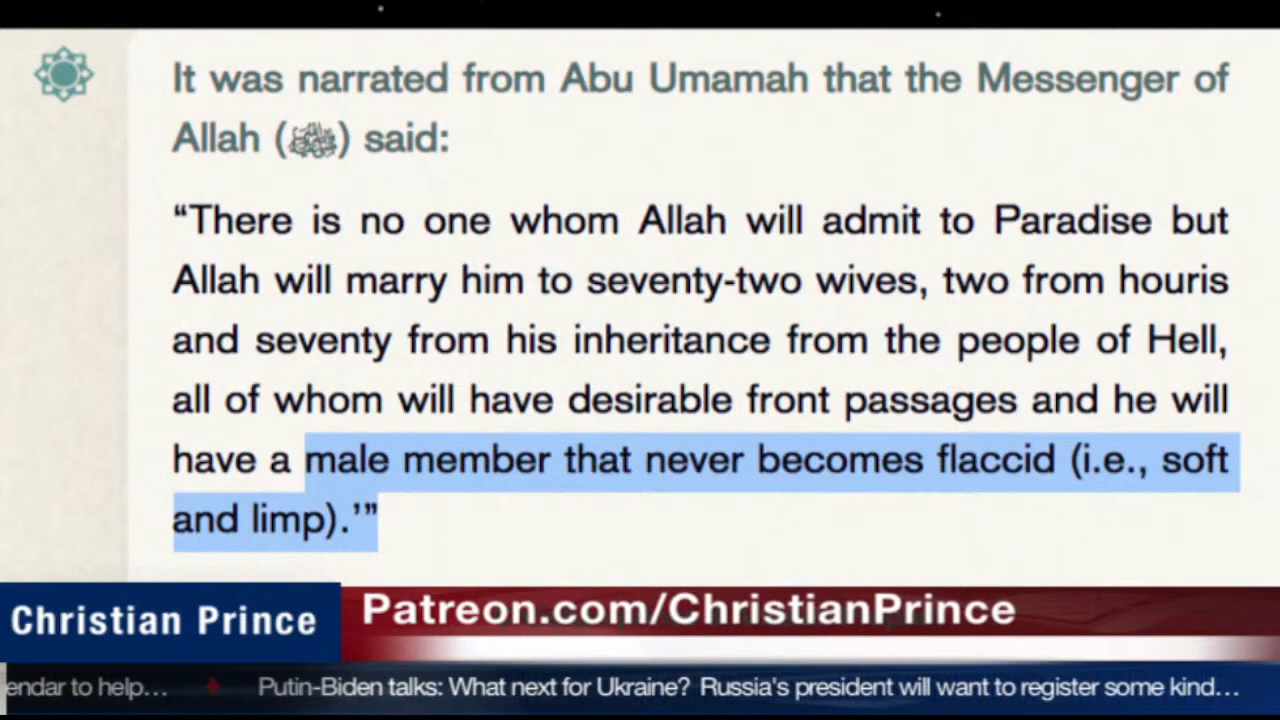 It was narrated from Abu Umamah that the Messenger of
Allah (ﷺ) said:
“There is no one whom Allah will admit to Paradise but
Allah will marry him to seventy-two wives, two from houris
and seventy from his inheritance from the people of Hell,
all of whom will have desirable front passages and he will
have a male member that never becomes flaccid (i.e., soft
and limp).’”
Christian Prince
Patreon.com/ChristianPrince
endar to help... Putin-Biden talks: What next for Ukraine? Russia's president will want to register some kind...